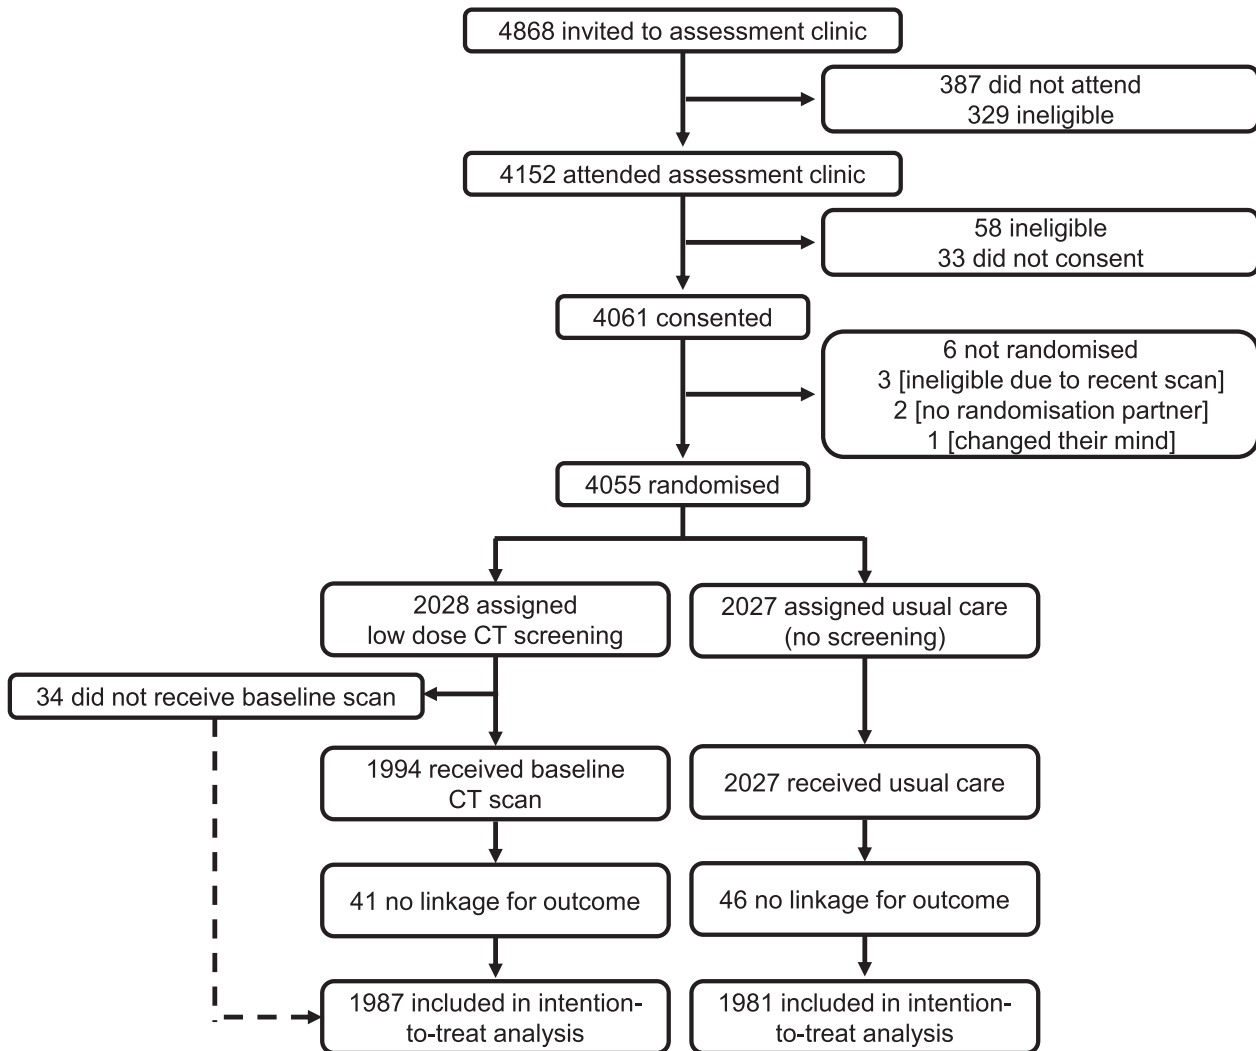 4868 invited to assessment clinic
387 did not attend
329 ineligible
4152 attended assessment clinic
58 ineligible
33 did not consent
4061 consented
6 not randomised
3 [ineligible due to recent scan]
2 [no randomisation partner]
1 [changed their mind]
4055 randomised
2028 assigned
low dose CT screening
2027 assigned usual care
(no screening)
34 did not receive baseline scan
1994 received baseline
CT scan
2027 received usual care
41 no linkage for outcome
46 no linkage for outcome
1987 included in intention-
to-treat analysis
1981 included in intention-
to-treat analysis